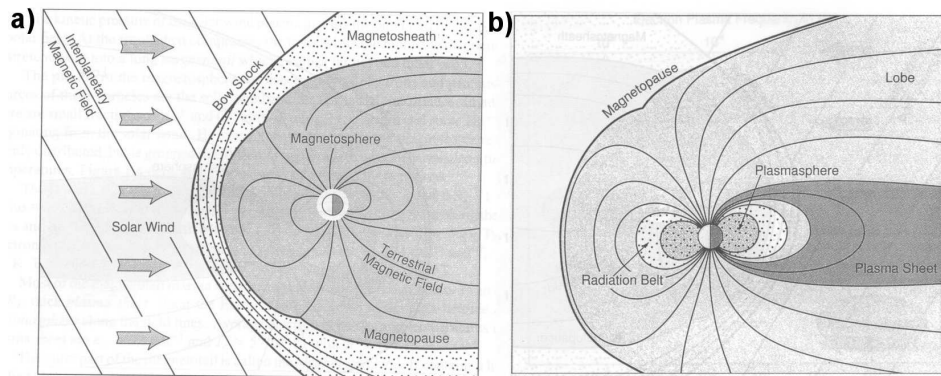 a)
Interplanetary
Magnetic Field
Bow Shock
Magnetosheath
Magnetosphere
Solar Wind
Terrestrial
Magnetic Field
Magnetopause
b)
Magnetopause
Lobe
Plasmasphere
Radiation Belt
Plasma Sheet